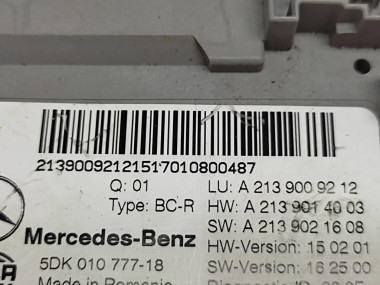 21390092121517010800487
Q: 01 LU: A 213 900 92 12
Type: BC-R HW: A 213 901 40 03
Mercedes-Benz SW: A 213 902 16 08
HW-Version: 15 02 01
5DK 010 777-18 SW-Version: 16 25 00
Made in Romania Diagnostic ID: